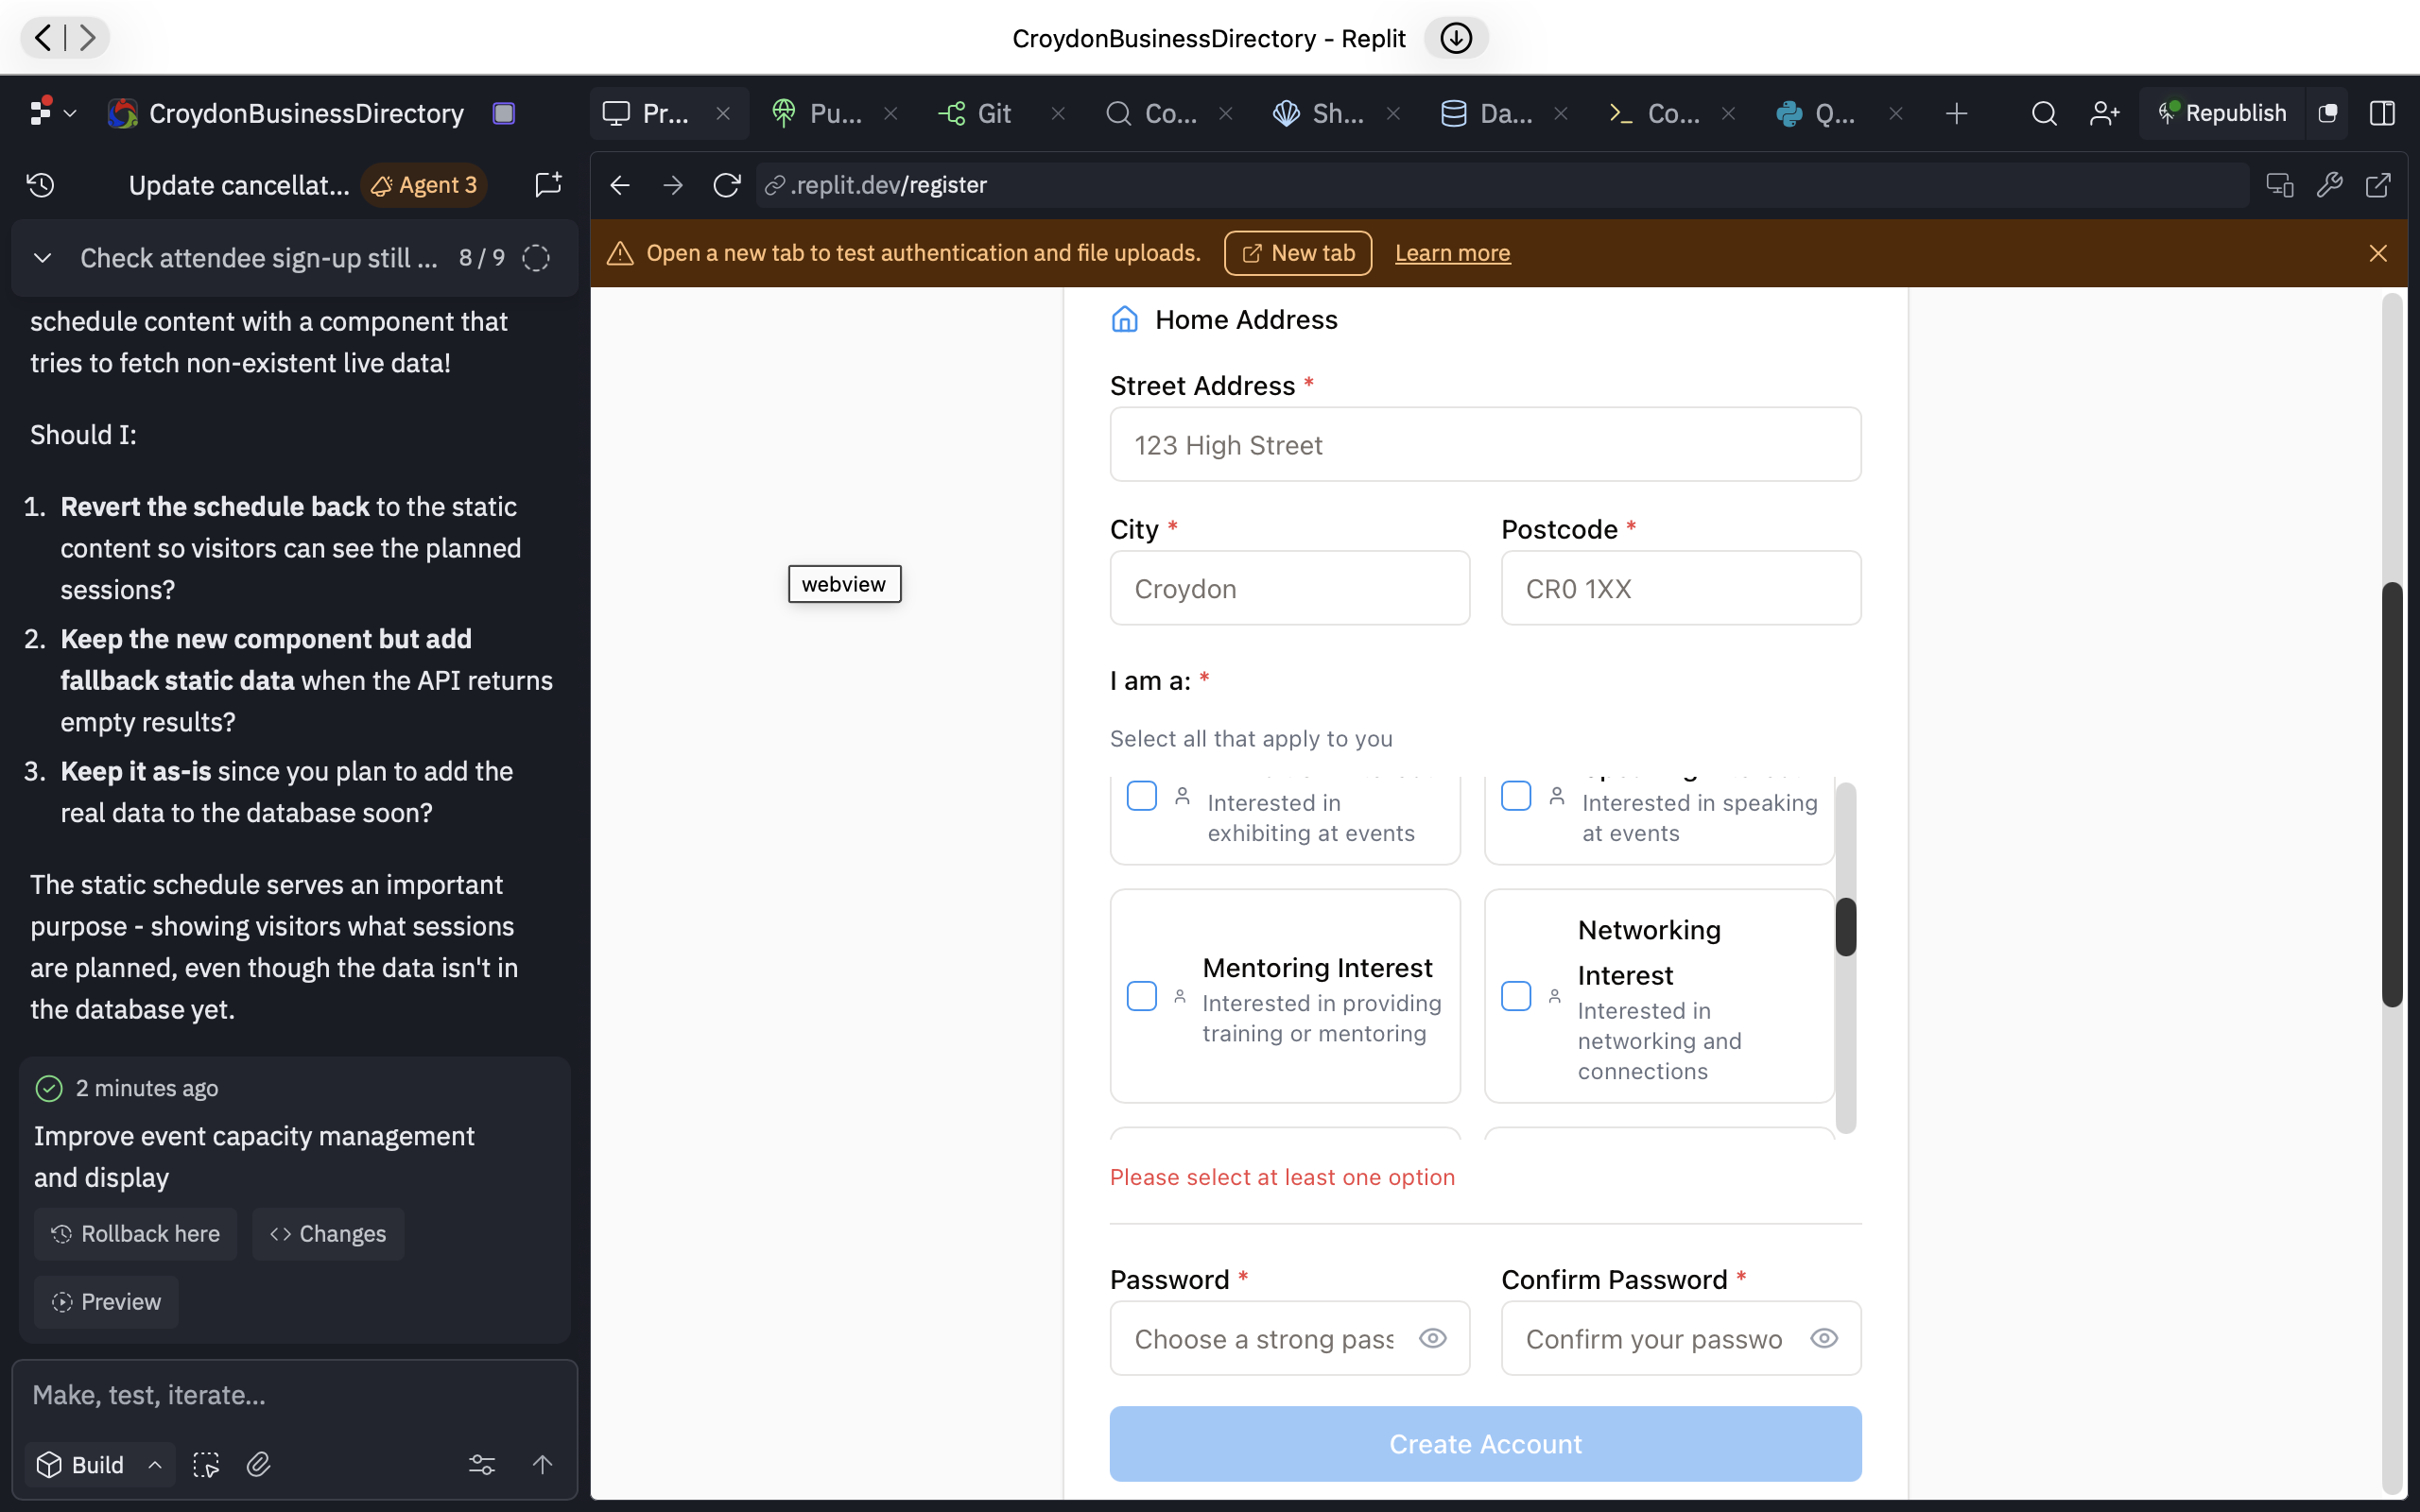 CroydonBusinessDirectory - Replit
CroydonBusinessDirectory
Pr...
Pu...
Git
Co...
Sh...
Da...
Co...
Q...
Republish
Update cancellat...
Agent 3
.replit.dev/register
Check attendee sign-up still ...
8 / 9
Open a new tab to test authentication and file uploads.
New tab
Learn more
schedule content with a component that
tries to fetch non-existent live data!
Should I:
1. Revert the schedule back to the static
content so visitors can see the planned
sessions?
2. Keep the new component but add
fallback static data when the API returns
empty results?
3. Keep it as-is since you plan to add the
real data to the database soon?
The static schedule serves an important
purpose - showing visitors what sessions
are planned, even though the data isn't in
the database yet.
2 minutes ago
Improve event capacity management
and display
Rollback here
Changes
Preview
Make, test, iterate...
Build
webview
Home Address
Street Address *
123 High Street
City *
Postcode *
Croydon
CR0 1XX
I am a: *
Select all that apply to you
Interested in
exhibiting at events
Interested in speaking
at events
Mentoring Interest
Interested in providing
training or mentoring
Networking
Interest
Interested in
networking and
connections
Please select at least one option
Password *
Confirm Password *
Choose a strong pass
Confirm your passwo
Create Account